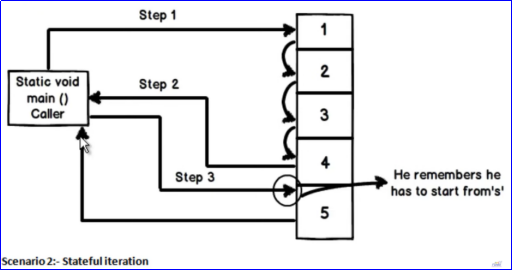 Step 1
1
2
Static void
main ()
Caller
Step 2
3
4
Step 3
He remembers he
has to start from's'
5
Scenario 2:- Stateful iteration